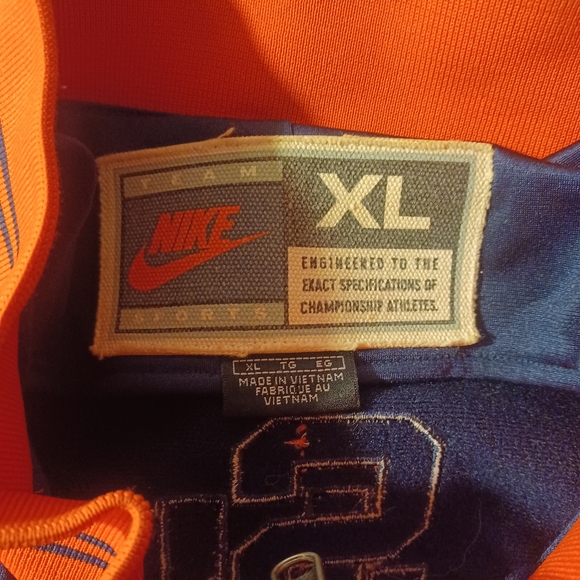 TEAM
NIKE
SPORTS
XL
ENGINEERED TO THE
EXACT SPECIFICATIONS OF
CHAMPIONSHIP ATHLETES.
XL TG EG
MADE IN VIETNAM
FABRIQUE AU
VIETNAM